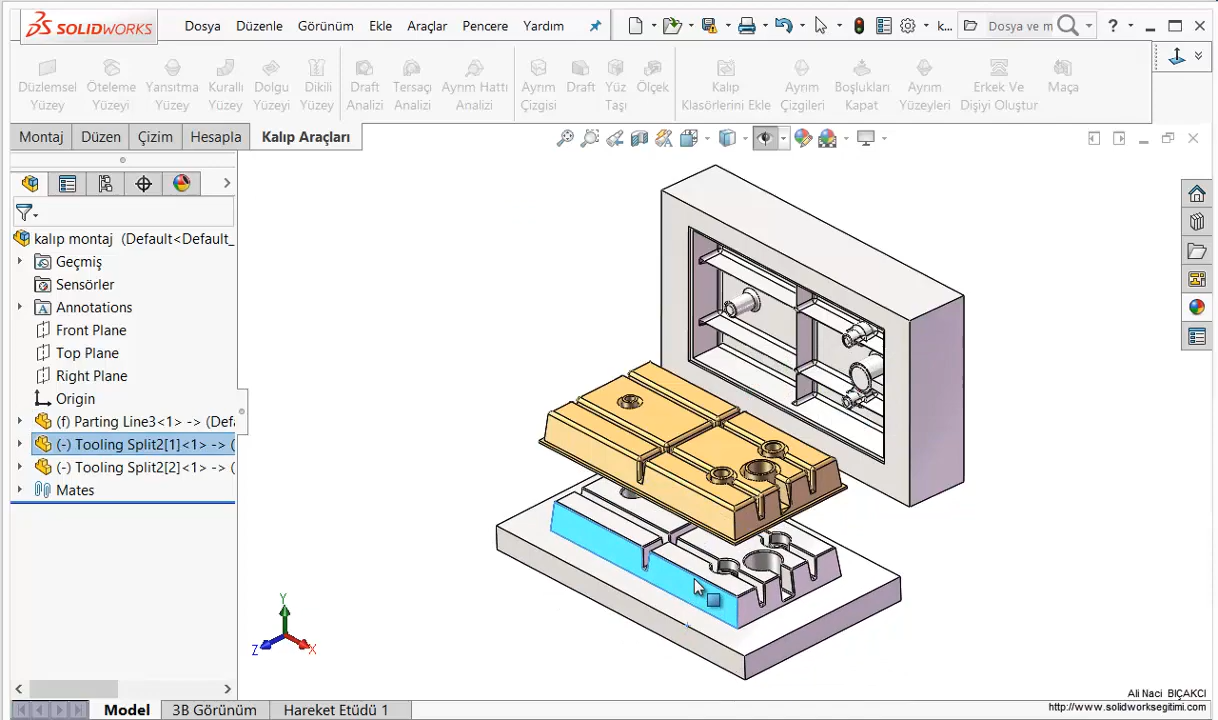 SOLIDWORKS
Dosya Düzenle Görünüm Ekle Araçlar Pencere Yardım
k...
Dosya ve m
?
Düzlemsel Yüzey
Öteleme Yüzeyi
Yansıtma Yüzey
Kurallı Yüzey
Dolgu Yüzeyi
Dikili Yüzey
Draft Analizi
Tersaçı Analizi
Ayrım Hattı Analizi
Ayrım Çizgisi
Draft
Yüz Taşı
Ölçek
Kalıp Klasörlerini Ekle
Ayrım Çizgileri
Boşlukları Kapat
Ayrım Yüzeyleri
Erkek Ve Dişiyi Oluştur
Maça
Montaj Düzen Çizim Hesapla Kalıp Araçları
kalıp montaj (Default<Default_
Geçmiş
Sensörler
Annotations
Front Plane
Top Plane
Right Plane
Origin
(f) Parting Line3<1> -> (Defa
(-) Tooling Split2[1]<1> -> (
(-) Tooling Split2[2]<1> -> (
Mates
Y
Z
X
Ali Naci BIÇAKCI
http://www.solidworksegitimi.com
Model 3B Görünüm Hareket Etüdü 1